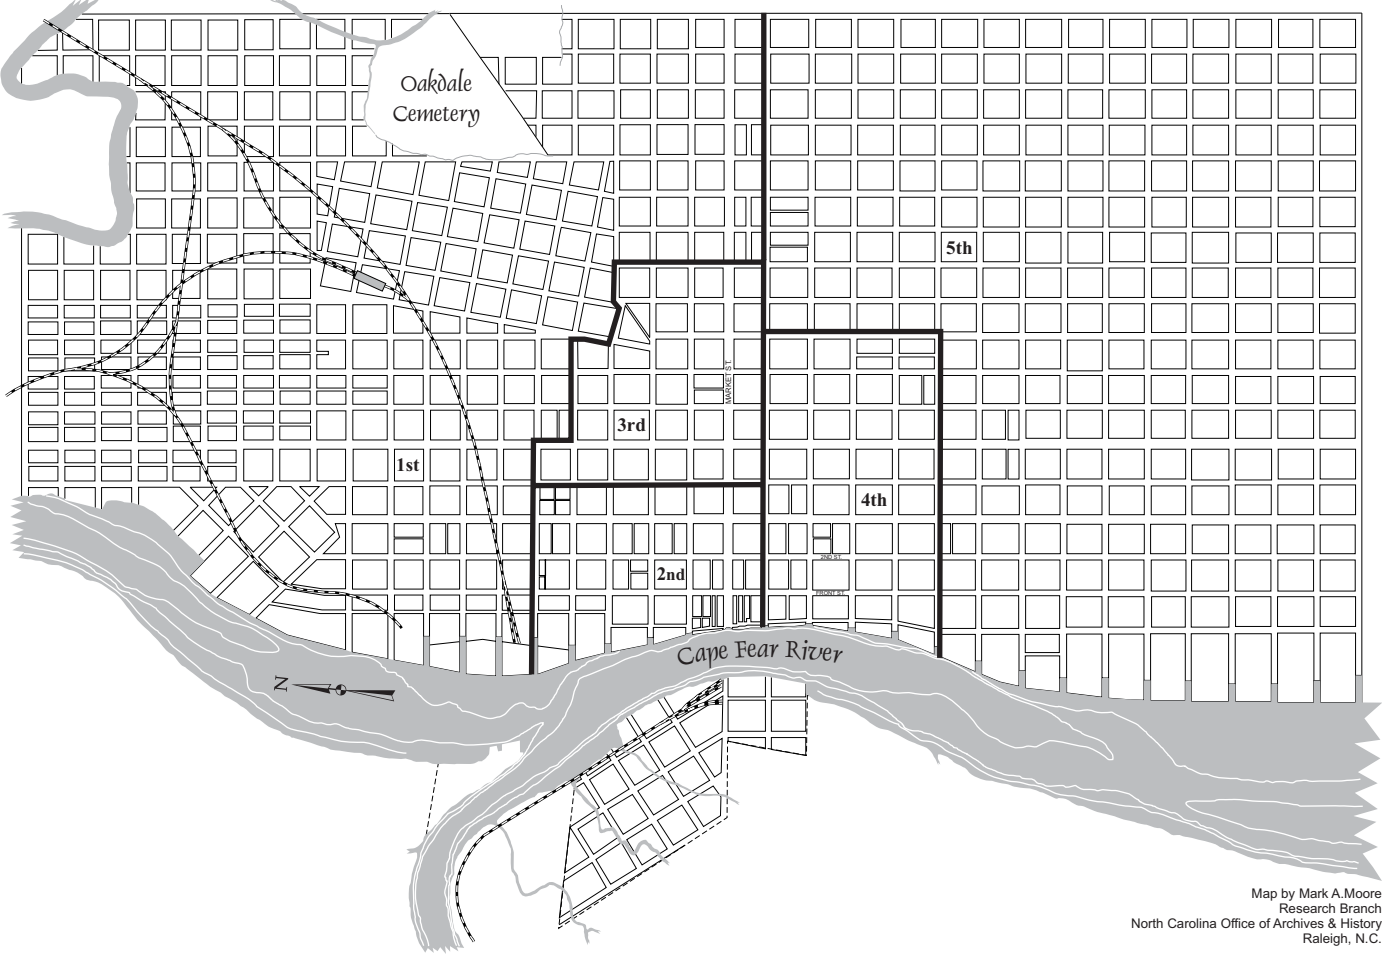 Oakdale
Cemetery
5th
MARKET ST.
3rd
1st
4th
2ND ST.
2nd
FRONT ST.
Cape Fear River
N
Map by Mark A.Moore
Research Branch
North Carolina Office of Archives & History
Raleigh, N.C.